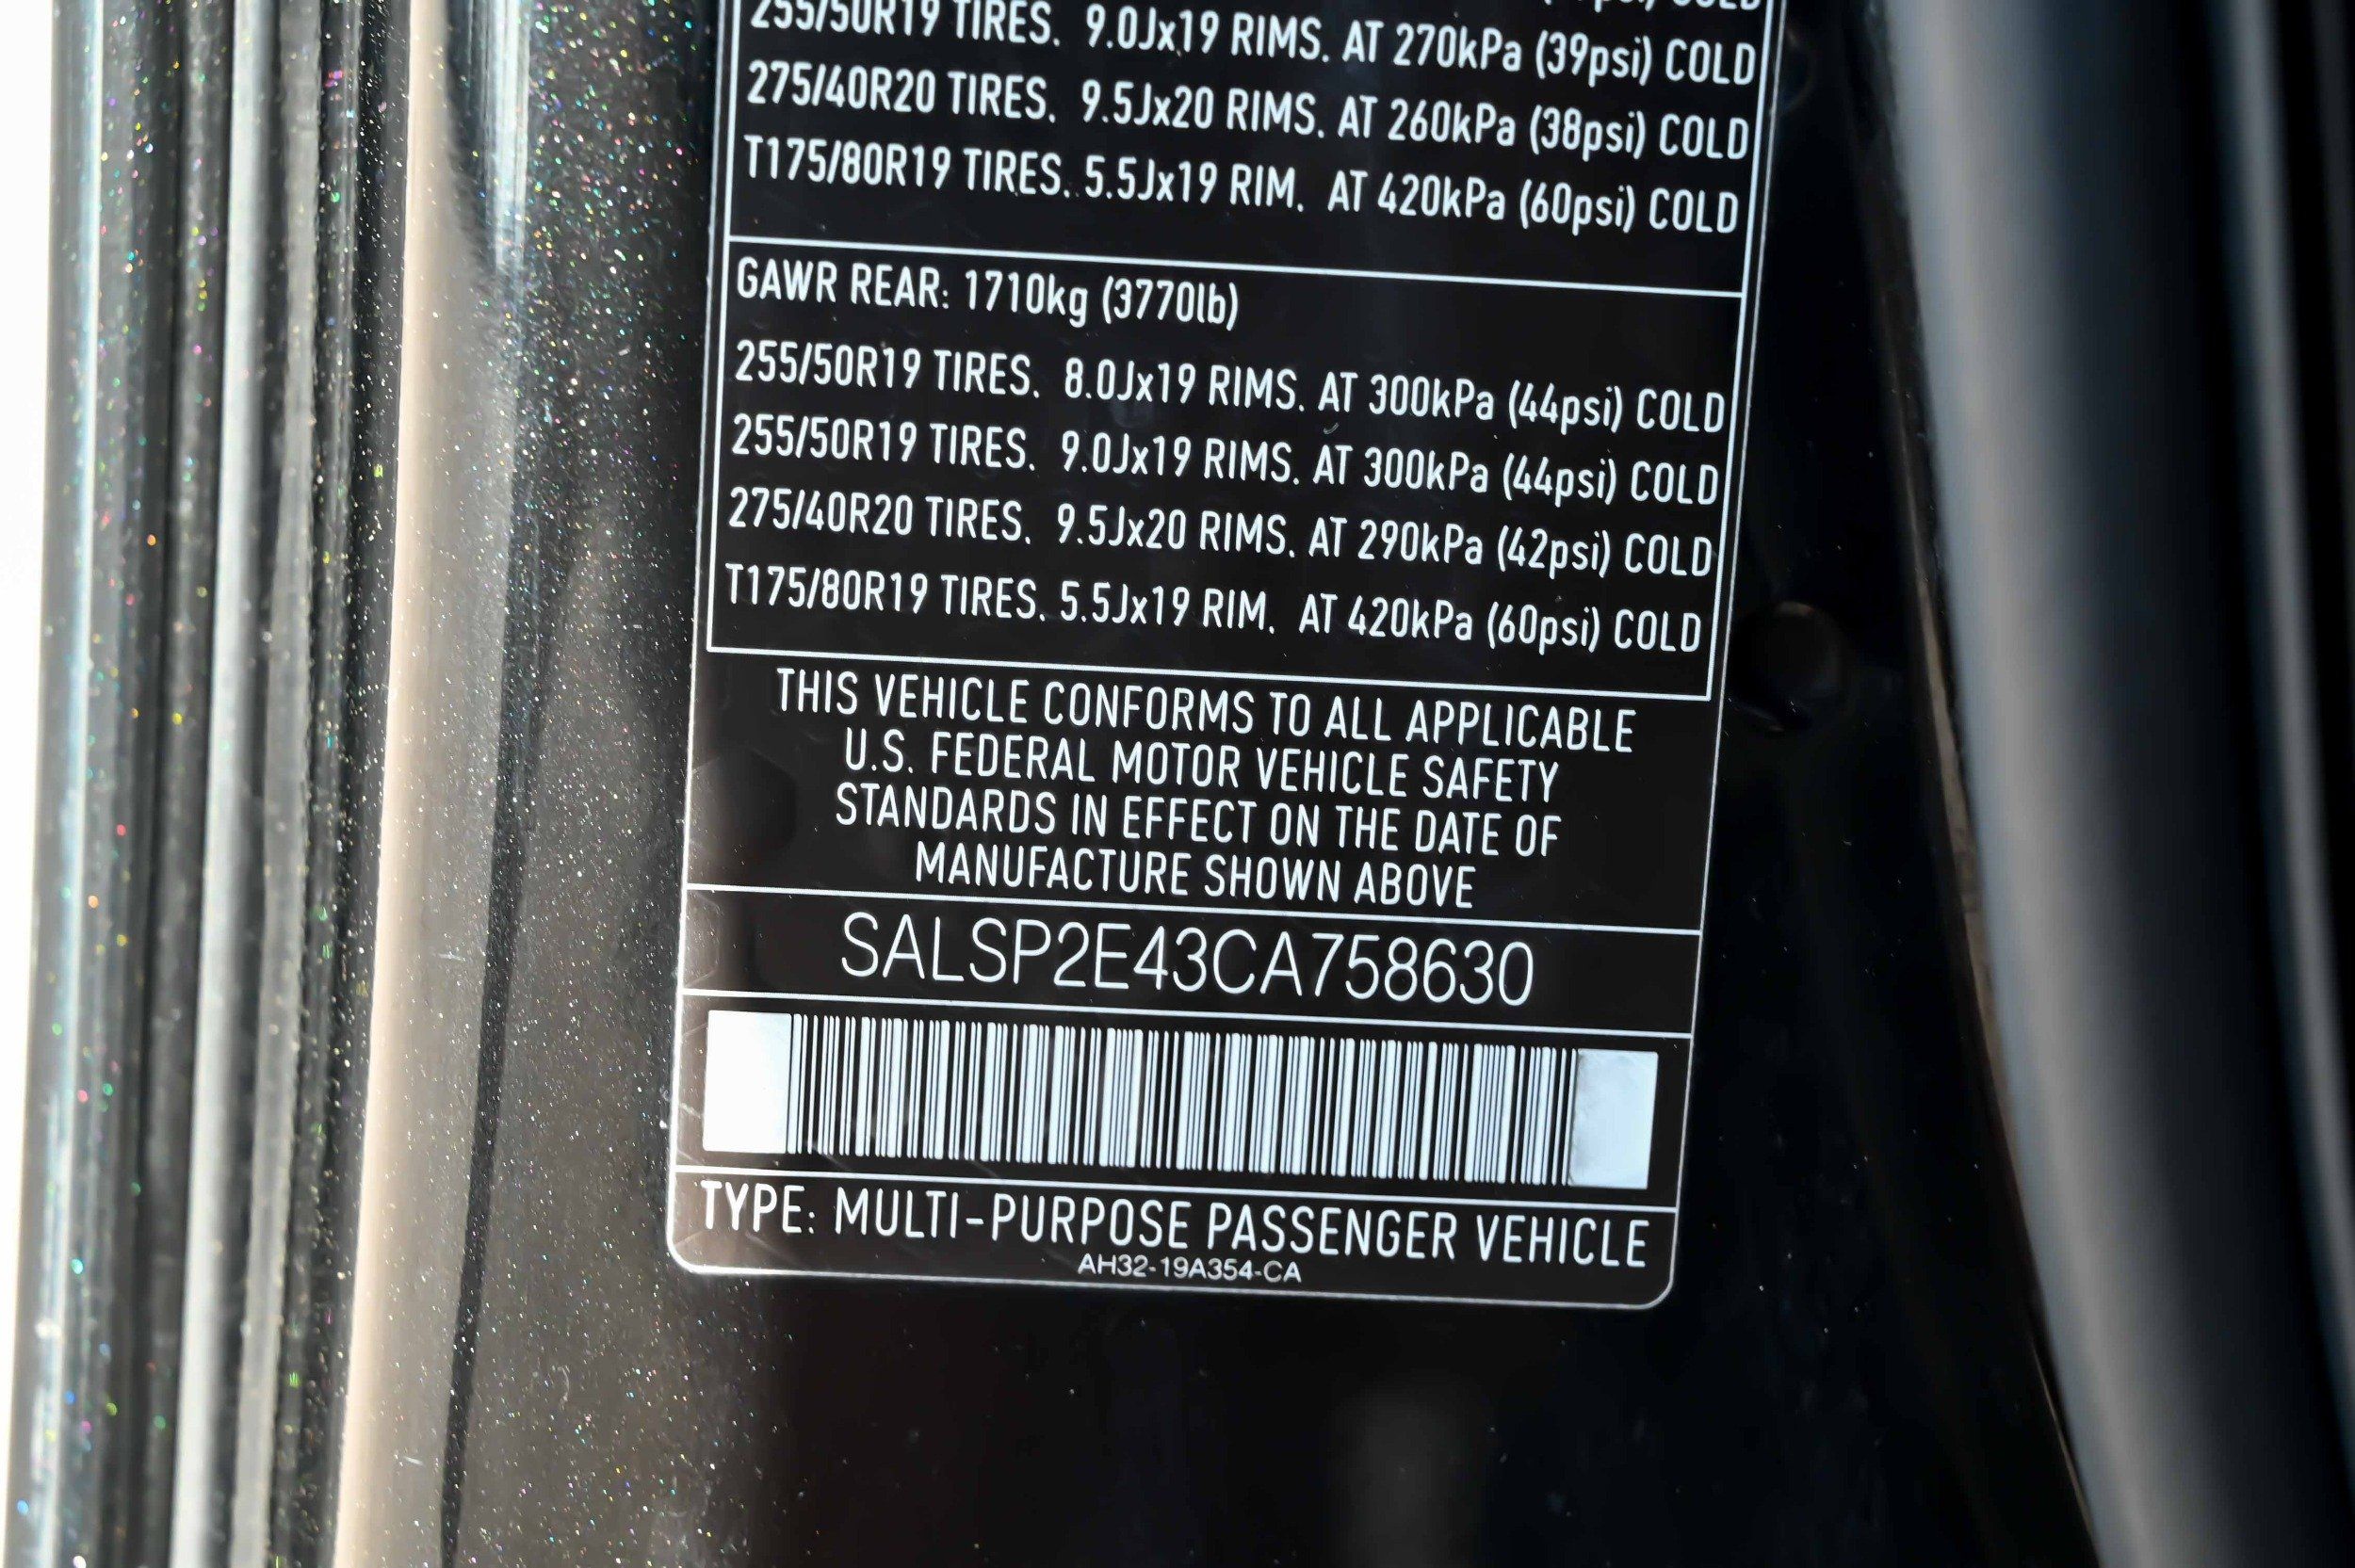 COLD
255/50R19 TIRES. 9.0Jx19 RIMS. AT 270kPa (39psi) COLD
275/40R20 TIRES. 9.5Jx20 RIMS. AT 260kPa (38psi) COLD
T175/80R19 TIRES. 5.5Jx19 RIM. AT 420kPa (60psi) COLD
GAWR REAR: 1710kg (3770lb)
255/50R19 TIRES. 8.0Jx19 RIMS. AT 300kPa (44psi) COLD
255/50R19 TIRES. 9.0Jx19 RIMS. AT 300kPa (44psi) COLD
275/40R20 TIRES. 9.5Jx20 RIMS. AT 290kPa (42psi) COLD
T175/80R19 TIRES. 5.5Jx19 RIM. AT 420kPa (60psi) COLD
THIS VEHICLE CONFORMS TO ALL APPLICABLE
U.S. FEDERAL MOTOR VEHICLE SAFETY
STANDARDS IN EFFECT ON THE DATE OF
MANUFACTURE SHOWN ABOVE
SALSP2E43CA758630
TYPE: MULTI-PURPOSE PASSENGER VEHICLE
AH32-19A354-CA